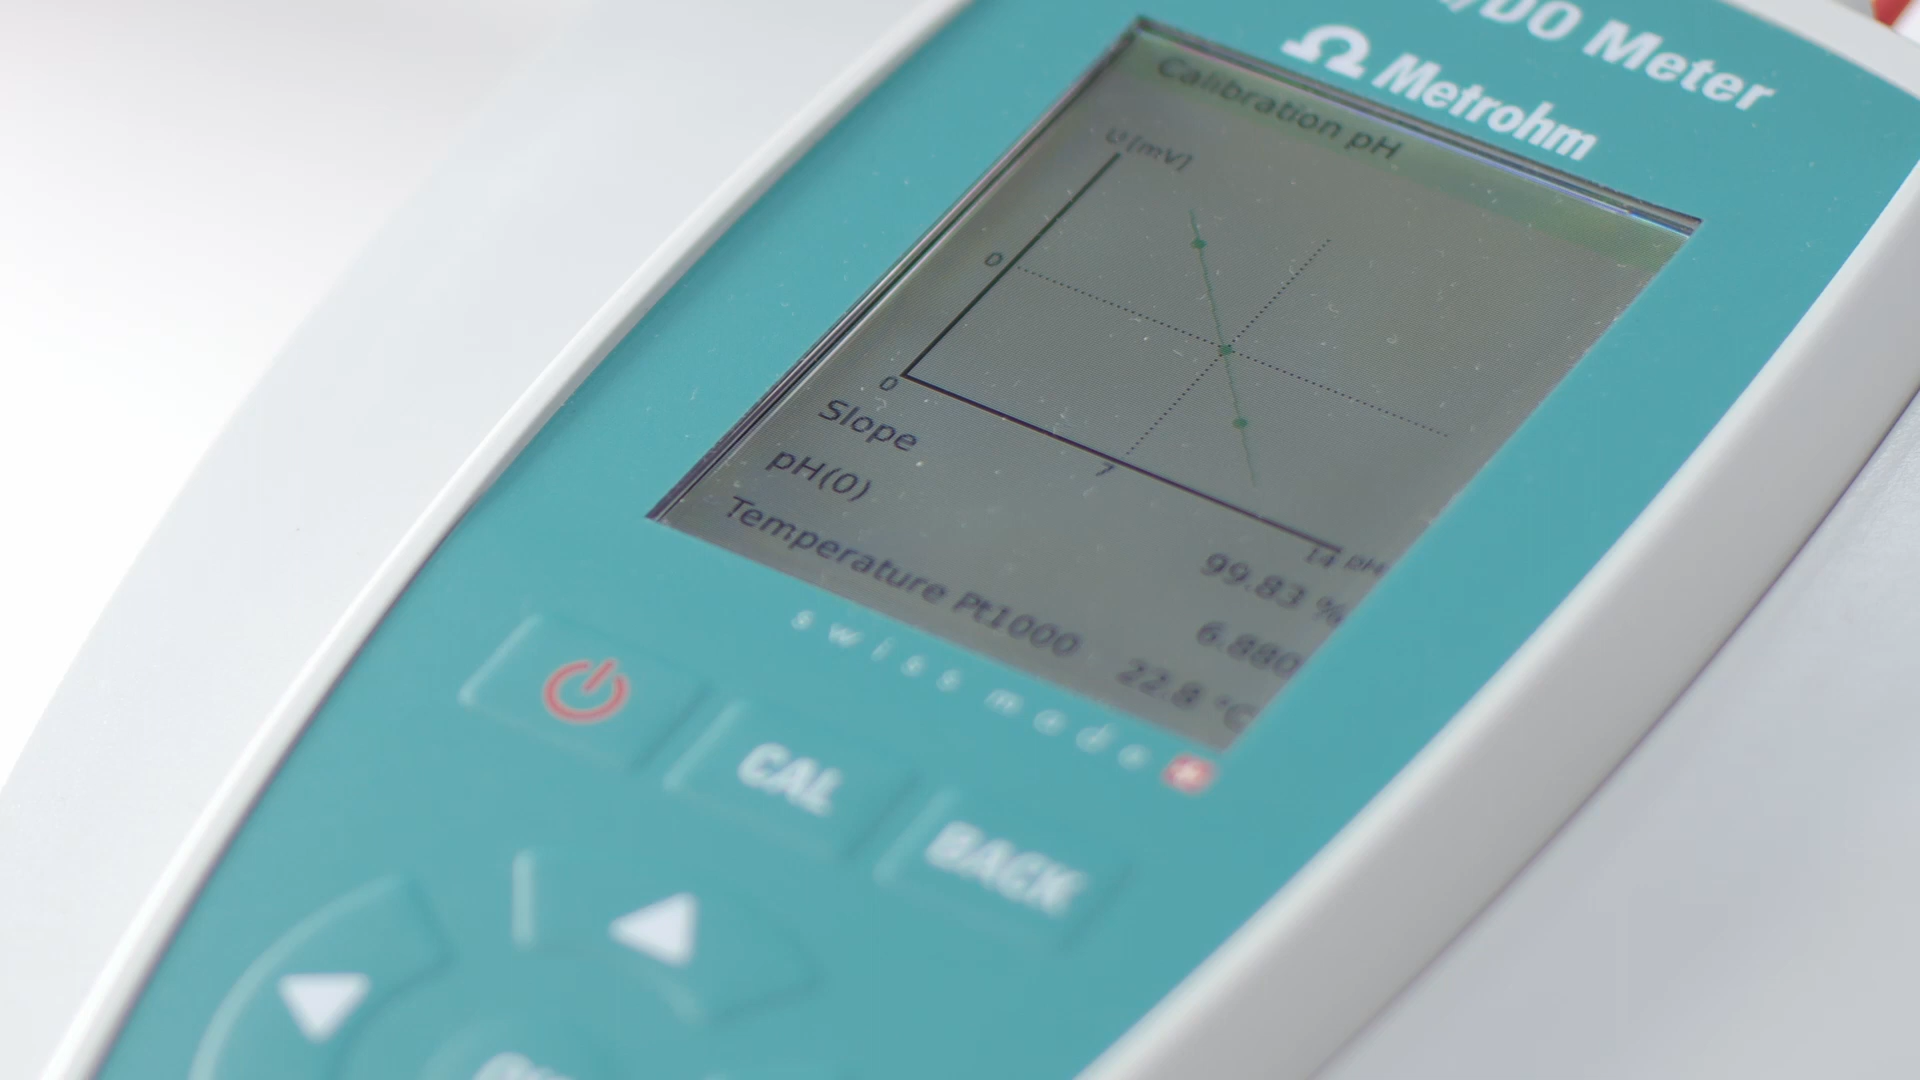 /DO Meter
Metrohm
Calibration pH
U [mV]
0
0
7
14 pH
Slope 99.83 %
pH(0) 6.880
Temperature Pt1000 22.8 °C
swiss made
CAL
BACK